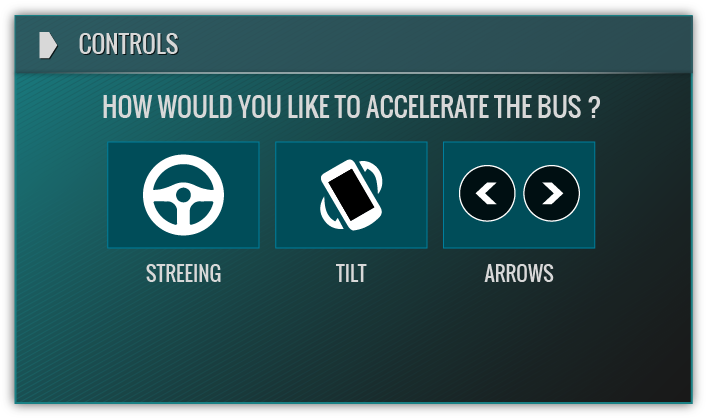 CONTROLS
HOW WOULD YOU LIKE TO ACCELERATE THE BUS ?
STREEING
TILT
ARROWS